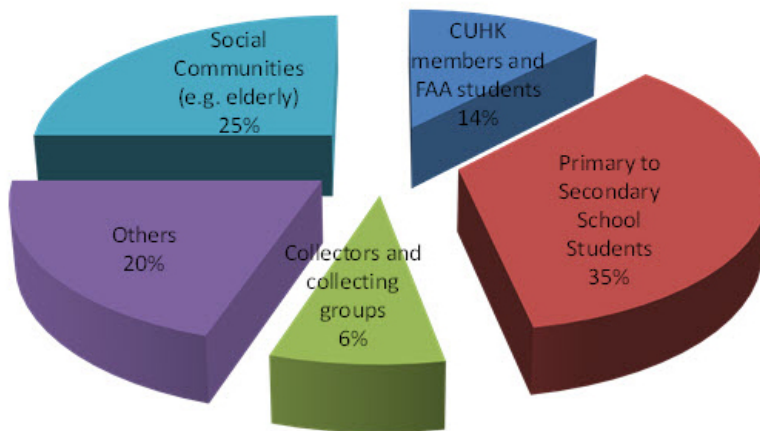 Social
Communities
(e.g. elderly)
25%
CUHK
members and
FAA students
14%
Primary to
Secondary
School
Students
35%
Others
20%
Collectors and
collecting
groups
6%